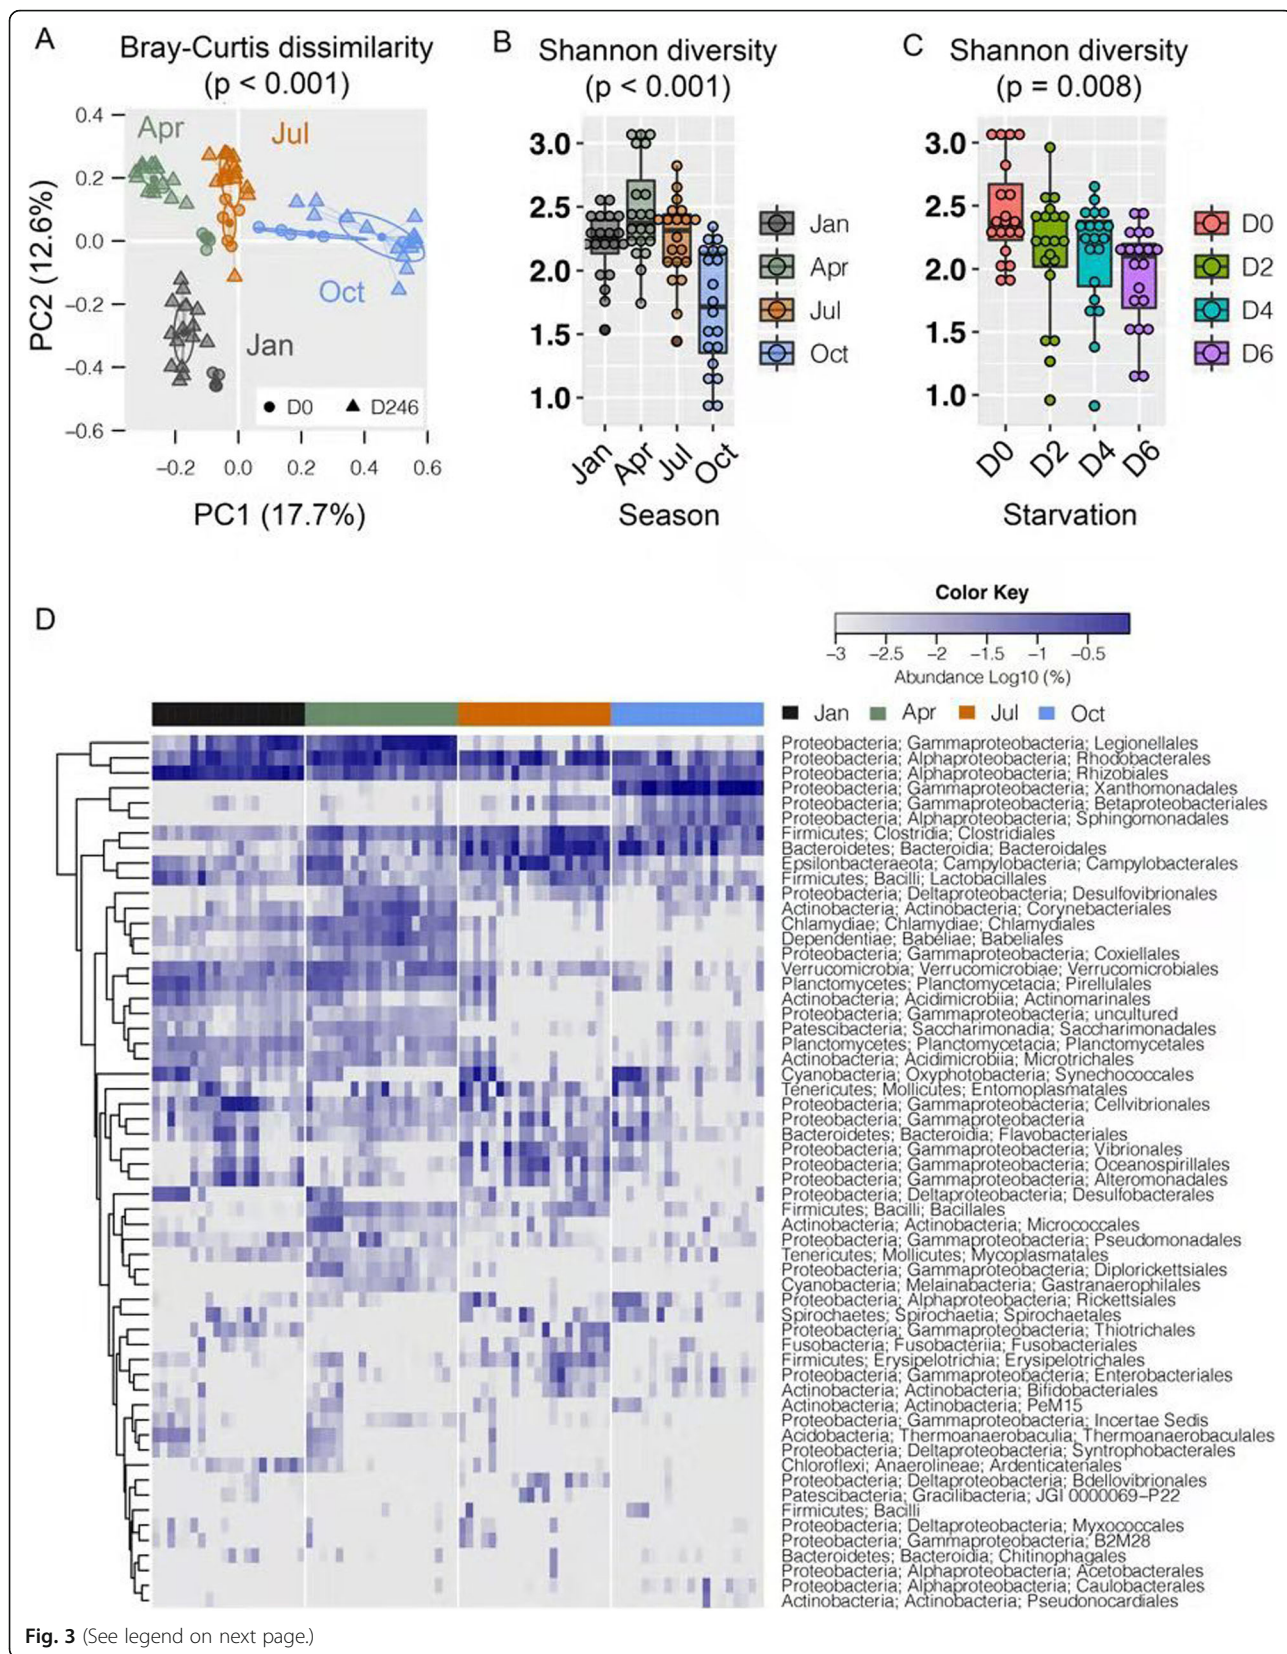 A
Bray-Curtis dissimilarity
(p < 0.001)
0.4
0.2
0.0
−0.2
−0.4
−0.6
PC2 (12.6%)
Apr
Jul
Oct
Jan
D0
D246
−0.2
0.0
0.2
0.4
0.6
PC1 (17.7%)
B
Shannon diversity
(p < 0.001)
3.0
2.5
2.0
1.5
1.0
Jan
Apr
Jul
Oct
Season
Jan
Apr
Jul
Oct
C
Shannon diversity
(p = 0.008)
3.0
2.5
2.0
1.5
1.0
D0
D2
D4
D6
Starvation
D0
D2
D4
D6
D
Color Key
−3
−2.5
−2
−1.5
−1
−0.5
Abundance Log10 (%)
Jan
Apr
Jul
Oct
Proteobacteria; Gammaproteobacteria; Legionellales
Proteobacteria; Alphaproteobacteria; Rhodobacterales
Proteobacteria; Alphaproteobacteria; Rhizobiales
Proteobacteria; Gammaproteobacteria; Xanthomonadales
Proteobacteria; Gammaproteobacteria; Betaproteobacteriales
Proteobacteria; Alphaproteobacteria; Sphingomonadales
Firmicutes; Clostridia; Clostridiales
Bacteroidetes; Bacteroidia; Bacteroidales
Epsilonbacteraeota; Campylobacteria; Campylobacterales
Firmicutes; Bacilli; Lactobacillales
Proteobacteria; Deltaproteobacteria; Desulfovibrionales
Actinobacteria; Actinobacteria; Corynebacteriales
Chlamydiae; Chlamydiae; Chlamydiales
Dependentiae; Babeliae; Babeliales
Proteobacteria; Gammaproteobacteria; Coxiellales
Verrucomicrobia; Verrucomicrobiae; Verrucomicrobiales
Planctomycetes; Planctomycetacia; Pirellulales
Actinobacteria; Acidimicrobiia; Actinomarinales
Proteobacteria; Gammaproteobacteria; uncultured
Patescibacteria; Saccharimonadia; Saccharimonadales
Planctomycetes; Planctomycetacia; Planctomycetales
Actinobacteria; Acidimicrobiia; Microtrichales
Cyanobacteria; Oxyphotobacteria; Synechococcales
Tenericutes; Mollicutes; Entomoplasmatales
Proteobacteria; Gammaproteobacteria; Cellvibrionales
Proteobacteria; Gammaproteobacteria
Bacteroidetes; Bacteroidia; Flavobacteriales
Proteobacteria; Gammaproteobacteria; Vibrionales
Proteobacteria; Gammaproteobacteria; Oceanospirillales
Proteobacteria; Gammaproteobacteria; Alteromonadales
Proteobacteria; Deltaproteobacteria; Desulfobacterales
Firmicutes; Bacilli; Bacillales
Actinobacteria; Actinobacteria; Micrococcales
Proteobacteria; Gammaproteobacteria; Pseudomonadales
Tenericutes; Mollicutes; Mycoplasmatales
Proteobacteria; Gammaproteobacteria; Diplorickettsiales
Cyanobacteria; Melainabacteria; Gastranaerophilales
Proteobacteria; Alphaproteobacteria; Rickettsiales
Spirochaetes; Spirochaetia; Spirochaetales
Proteobacteria; Gammaproteobacteria; Thiotrichales
Fusobacteria; Fusobacteriia; Fusobacteriales
Firmicutes; Erysipelotrichia; Erysipelotrichales
Proteobacteria; Gammaproteobacteria; Enterobacteriales
Actinobacteria; Actinobacteria; Bifidobacteriales
Actinobacteria; Actinobacteria; PeM15
Proteobacteria; Gammaproteobacteria; Incertae Sedis
Acidobacteria; Thermoanaerobaculia; Thermoanaerobaculales
Proteobacteria; Deltaproteobacteria; Syntrophobacterales
Chloroflexi; Anaerolineae; Ardenticatenales
Proteobacteria; Deltaproteobacteria; Bdellovibrionales
Patescibacteria; Gracilibacteria; JGI 0000069−P22
Firmicutes; Bacilli
Proteobacteria; Deltaproteobacteria; Myxococcales
Proteobacteria; Gammaproteobacteria; B2M28
Bacteroidetes; Bacteroidia; Chitinophagales
Proteobacteria; Alphaproteobacteria; Acetobacterales
Proteobacteria; Alphaproteobacteria; Caulobacterales
Actinobacteria; Actinobacteria; Pseudonocardiales
Fig. 3 (See legend on next page.)